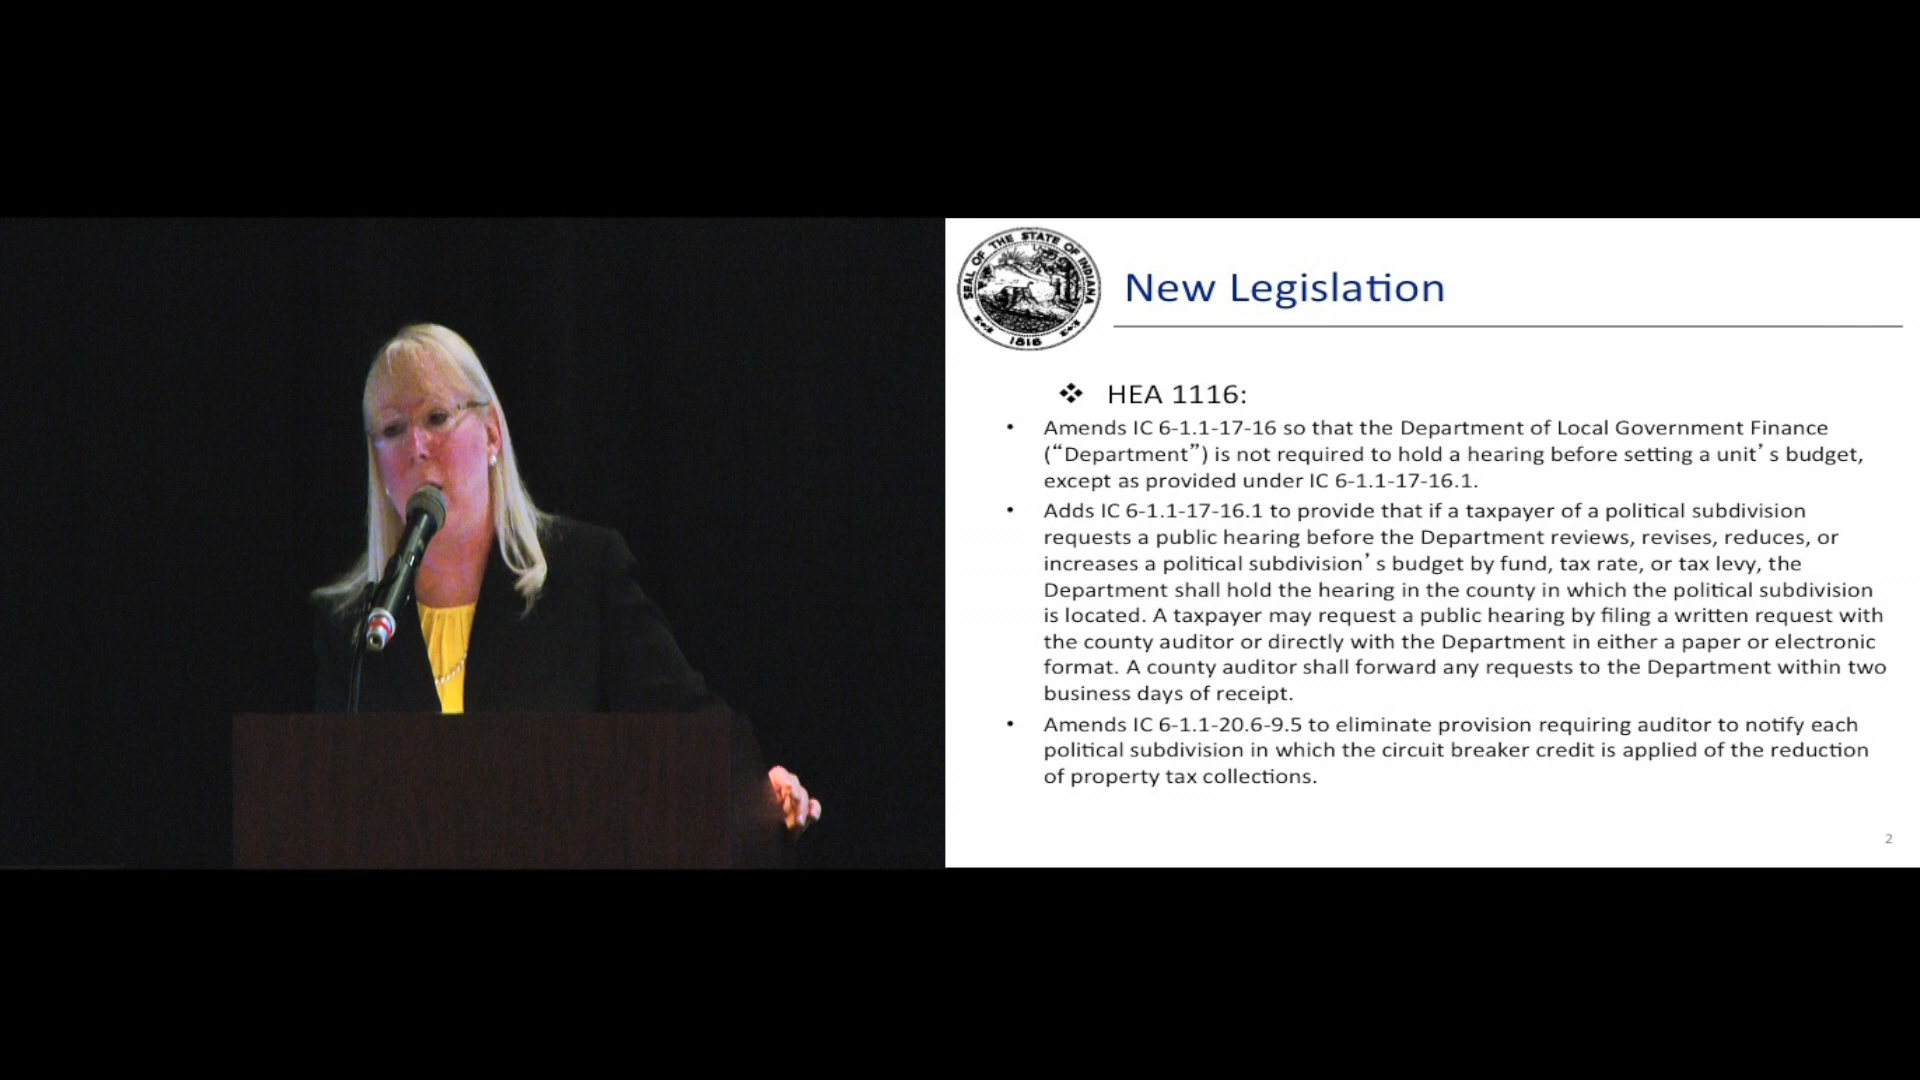 SEAL OF THE STATE OF INDIANA
1816
New Legislation
❖ HEA 1116:
• Amends IC 6-1.1-17-16 so that the Department of Local Government Finance
(“Department”) is not required to hold a hearing before setting a unit’s budget,
except as provided under IC 6-1.1-17-16.1.
• Adds IC 6-1.1-17-16.1 to provide that if a taxpayer of a political subdivision
requests a public hearing before the Department reviews, revises, reduces, or
increases a political subdivision’s budget by fund, tax rate, or tax levy, the
Department shall hold the hearing in the county in which the political subdivision
is located. A taxpayer may request a public hearing by filing a written request with
the county auditor or directly with the Department in either a paper or electronic
format. A county auditor shall forward any requests to the Department within two
business days of receipt.
• Amends IC 6-1.1-20.6-9.5 to eliminate provision requiring auditor to notify each
political subdivision in which the circuit breaker credit is applied of the reduction
of property tax collections.
2